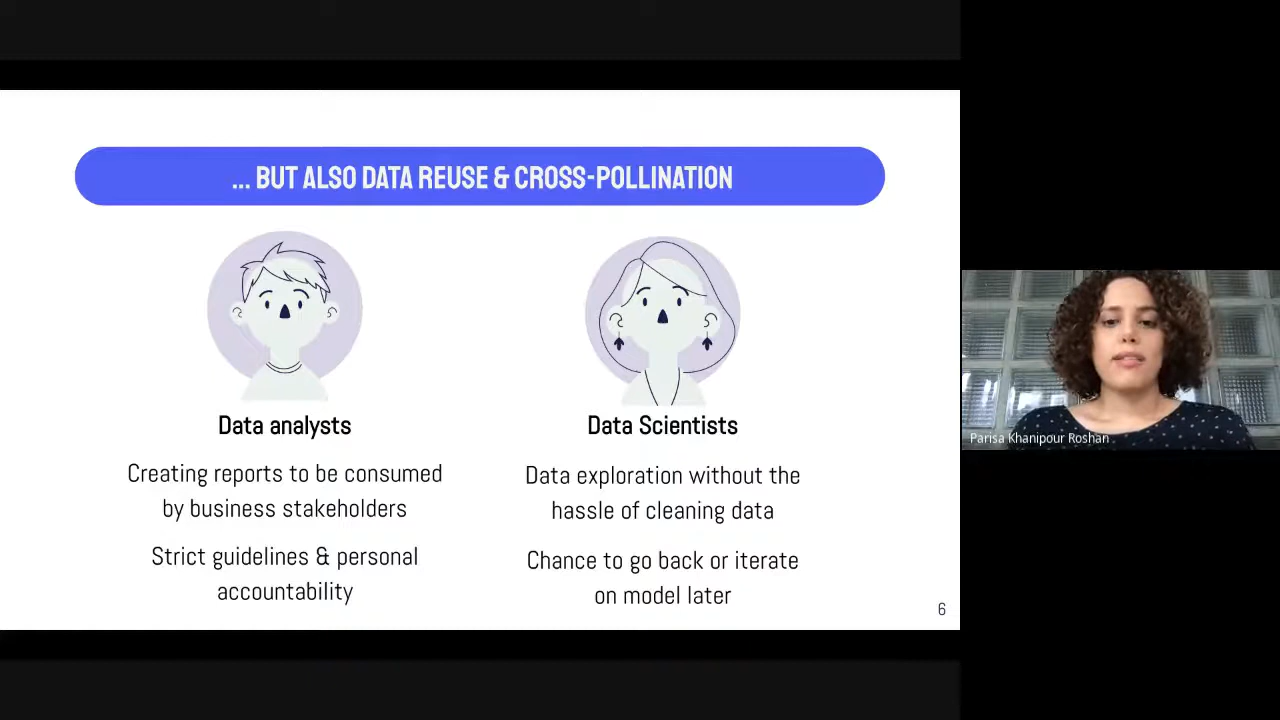 ... BUT ALSO DATA REUSE & CROSS-POLLINATION
Data analysts
Creating reports to be consumed
by business stakeholders
Strict guidelines & personal
accountability
Data Scientists
Data exploration without the
hassle of cleaning data
Chance to go back or iterate
on model later
6
Parisa Khanipour Roshan